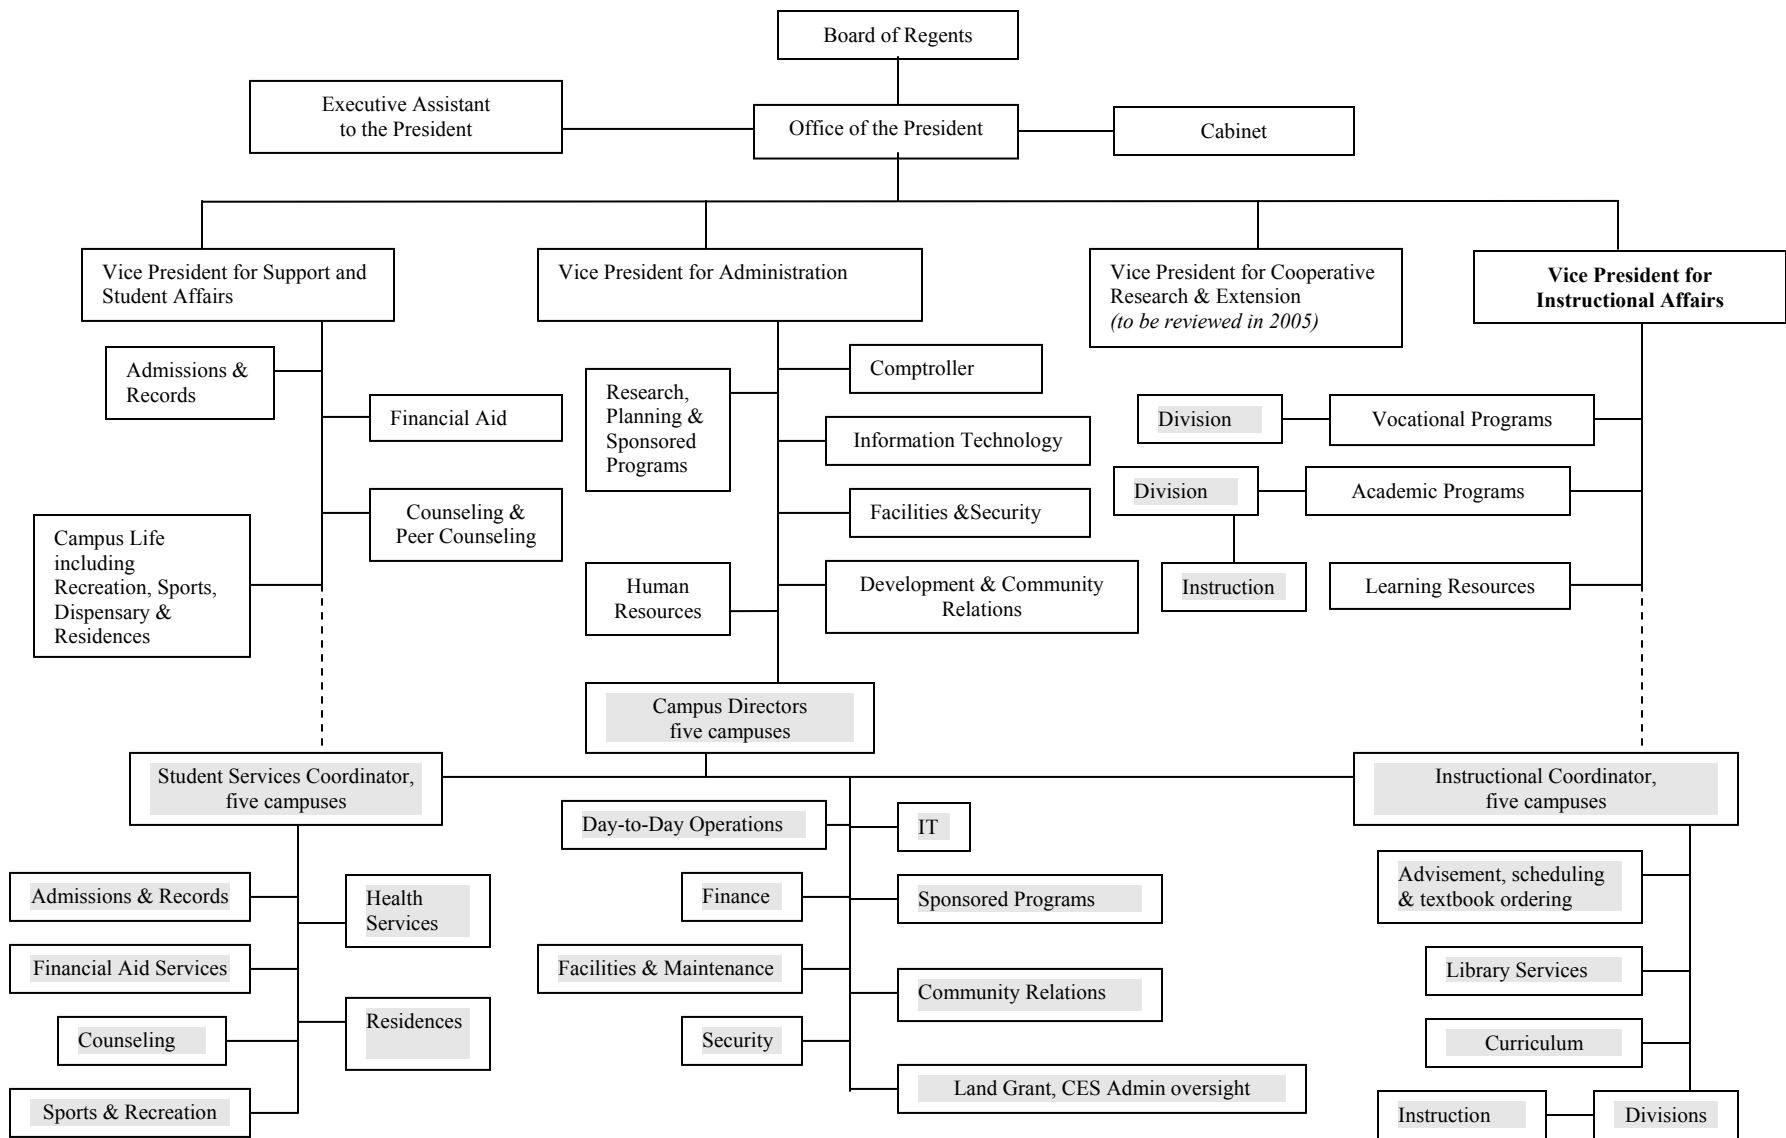 Board of Regents
Executive Assistant
to the President
Office of the President
Cabinet
Vice President for Support and
Student Affairs
Vice President for Administration
Vice President for Cooperative
Research & Extension
(to be reviewed in 2005)
Vice President for
Instructional Affairs
Admissions &
Records
Financial Aid
Counseling &
Peer Counseling
Campus Life
including
Recreation, Sports,
Dispensary &
Residences
Research,
Planning &
Sponsored
Programs
Comptroller
Information Technology
Facilities &Security
Human
Resources
Development & Community
Relations
Division
Vocational Programs
Division
Academic Programs
Instruction
Learning Resources
Campus Directors
five campuses
Student Services Coordinator,
five campuses
Instructional Coordinator,
five campuses
Admissions & Records
Health
Services
Financial Aid Services
Residences
Counseling
Sports & Recreation
Day-to-Day Operations
IT
Finance
Sponsored Programs
Facilities & Maintenance
Community Relations
Security
Land Grant, CES Admin oversight
Advisement, scheduling
& textbook ordering
Library Services
Curriculum
Instruction
Divisions